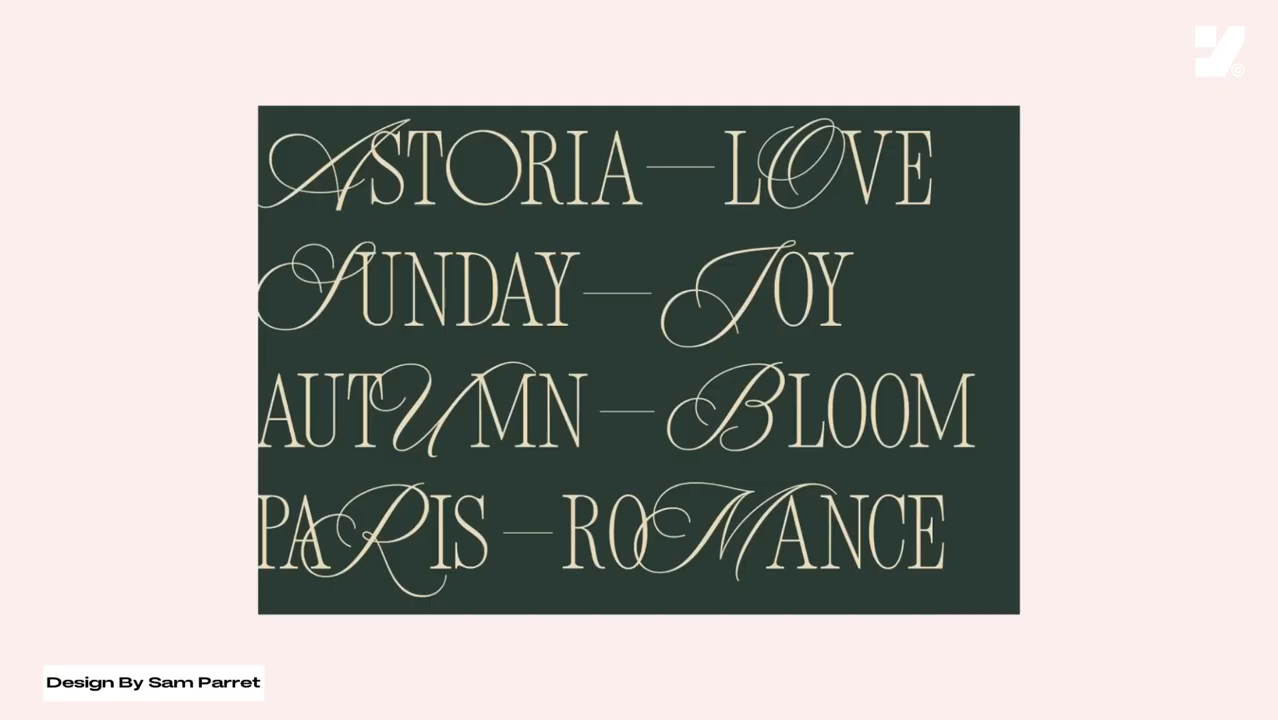 ASTORIA — LOVE
SUNDAY — JOY
AUTUMN — BLOOM
PARIS — ROMANCE
Design By Sam Parret